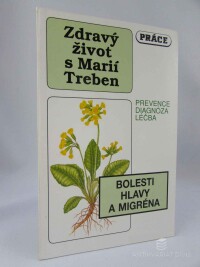 Zdravý
život
s Marií
Treben
PRÁCE
PREVENCE
DIAGNÓZA
LÉČBA
BOLESTI
HLAVY
A MIGRÉNA